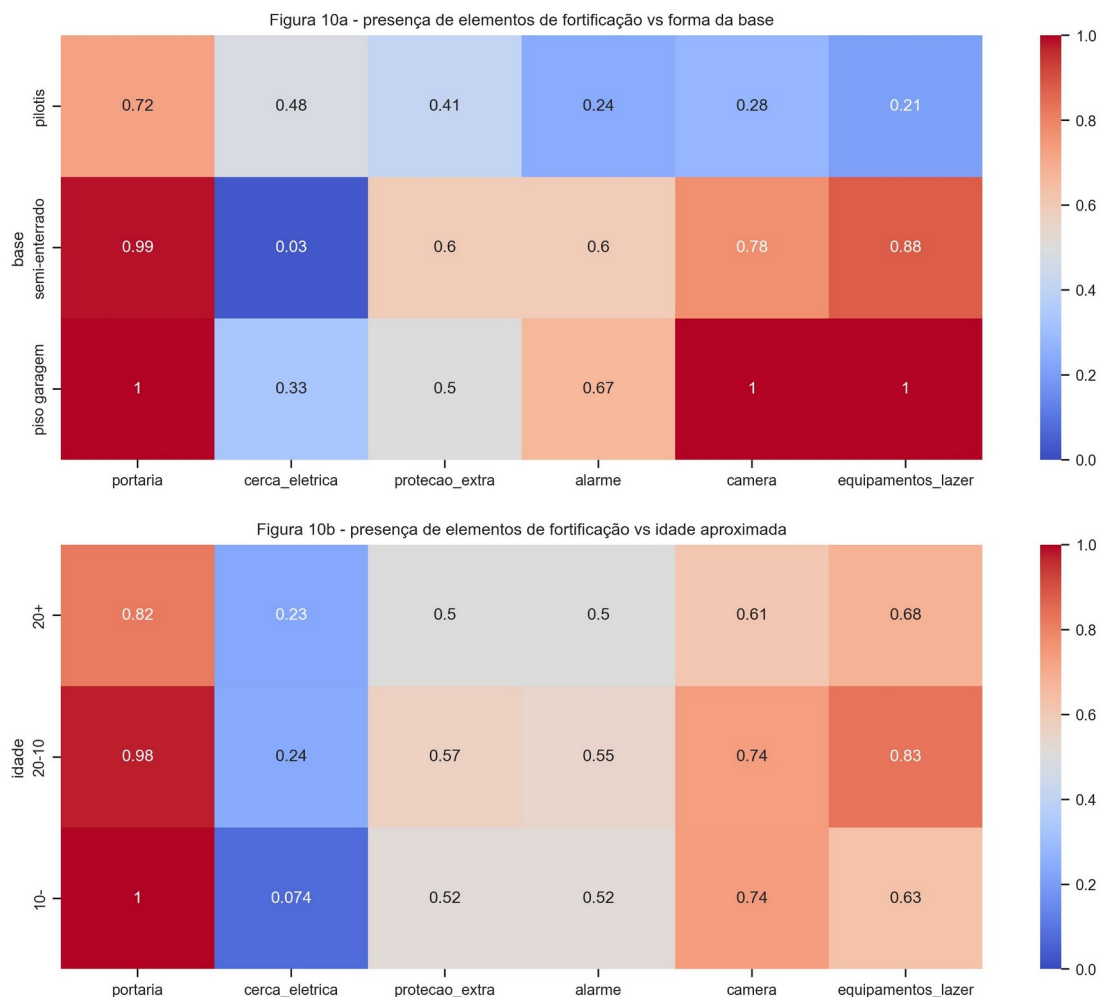 Figura 10a - presença de elementos de fortificação vs forma da base
pilotis
0.72 0.48 0.41 0.24 0.28 0.21
base
semi-enterrado
0.99 0.03 0.6 0.6 0.78 0.88
piso garagem
1 0.33 0.5 0.67 1 1
portaria cerca_eletrica protecao_extra alarme camera equipamentos_lazer
1.0
0.8
0.6
0.4
0.2
0.0
Figura 10b - presença de elementos de fortificação vs idade aproximada
20+
0.82 0.23 0.5 0.5 0.61 0.68
idade
20-10
0.98 0.24 0.57 0.55 0.74 0.83
10-
1 0.074 0.52 0.52 0.74 0.63
portaria cerca_eletrica protecao_extra alarme camera equipamentos_lazer
1.0
0.8
0.6
0.4
0.2
0.0